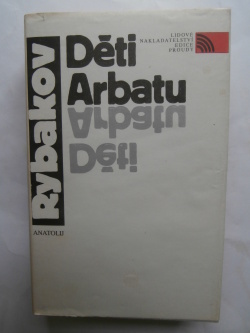 LIDOVÉ
NAKLADATELSTVÍ
EDICE
PROUDY
Děti
Arbatu
Arbatu
Děti
Rybakov
ANATOLIJ